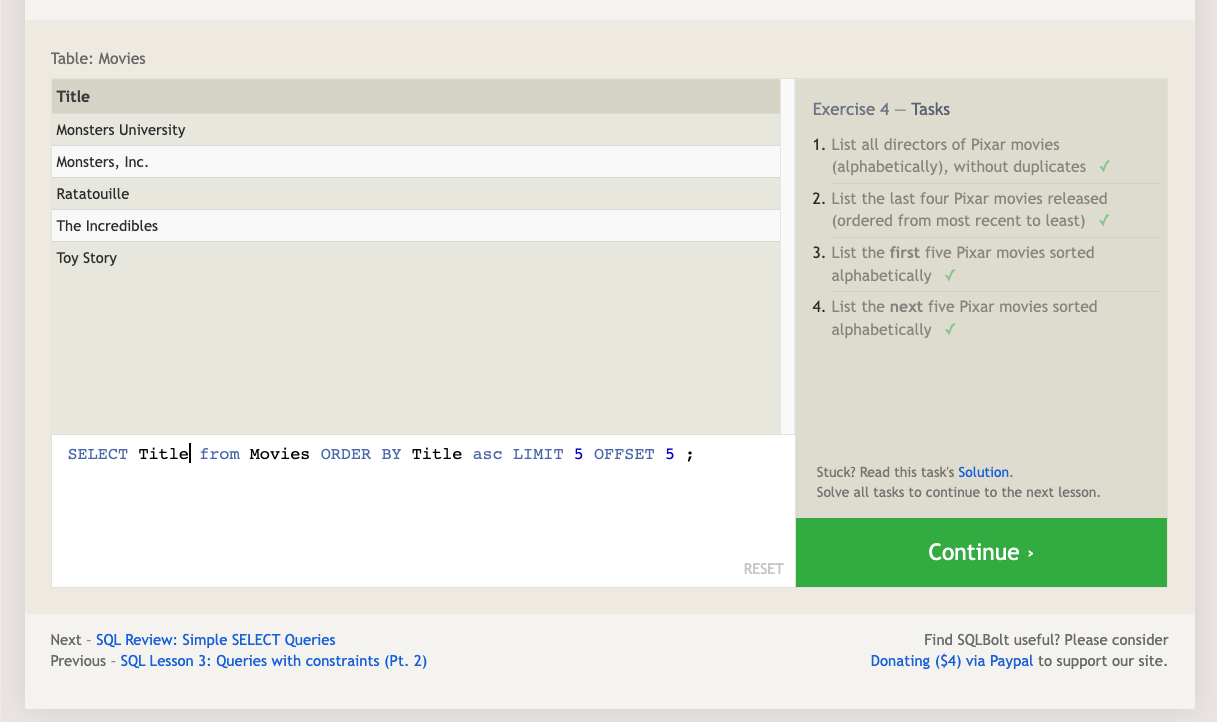 Table: Movies
Title
Monsters University
Monsters, Inc.
Ratatouille
The Incredibles
Toy Story
SELECT Title from Movies ORDER BY Title asc LIMIT 5 OFFSET 5 ;
RESET
Exercise 4 — Tasks
1. List all directors of Pixar movies
(alphabetically), without duplicates ✓
2. List the last four Pixar movies released
(ordered from most recent to least) ✓
3. List the first five Pixar movies sorted
alphabetically ✓
4. List the next five Pixar movies sorted
alphabetically ✓
Stuck? Read this task's Solution.
Solve all tasks to continue to the next lesson.
Continue ›
Next – SQL Review: Simple SELECT Queries
Previous – SQL Lesson 3: Queries with constraints (Pt. 2)
Find SQLBolt useful? Please consider
Donating ($4) via Paypal to support our site.